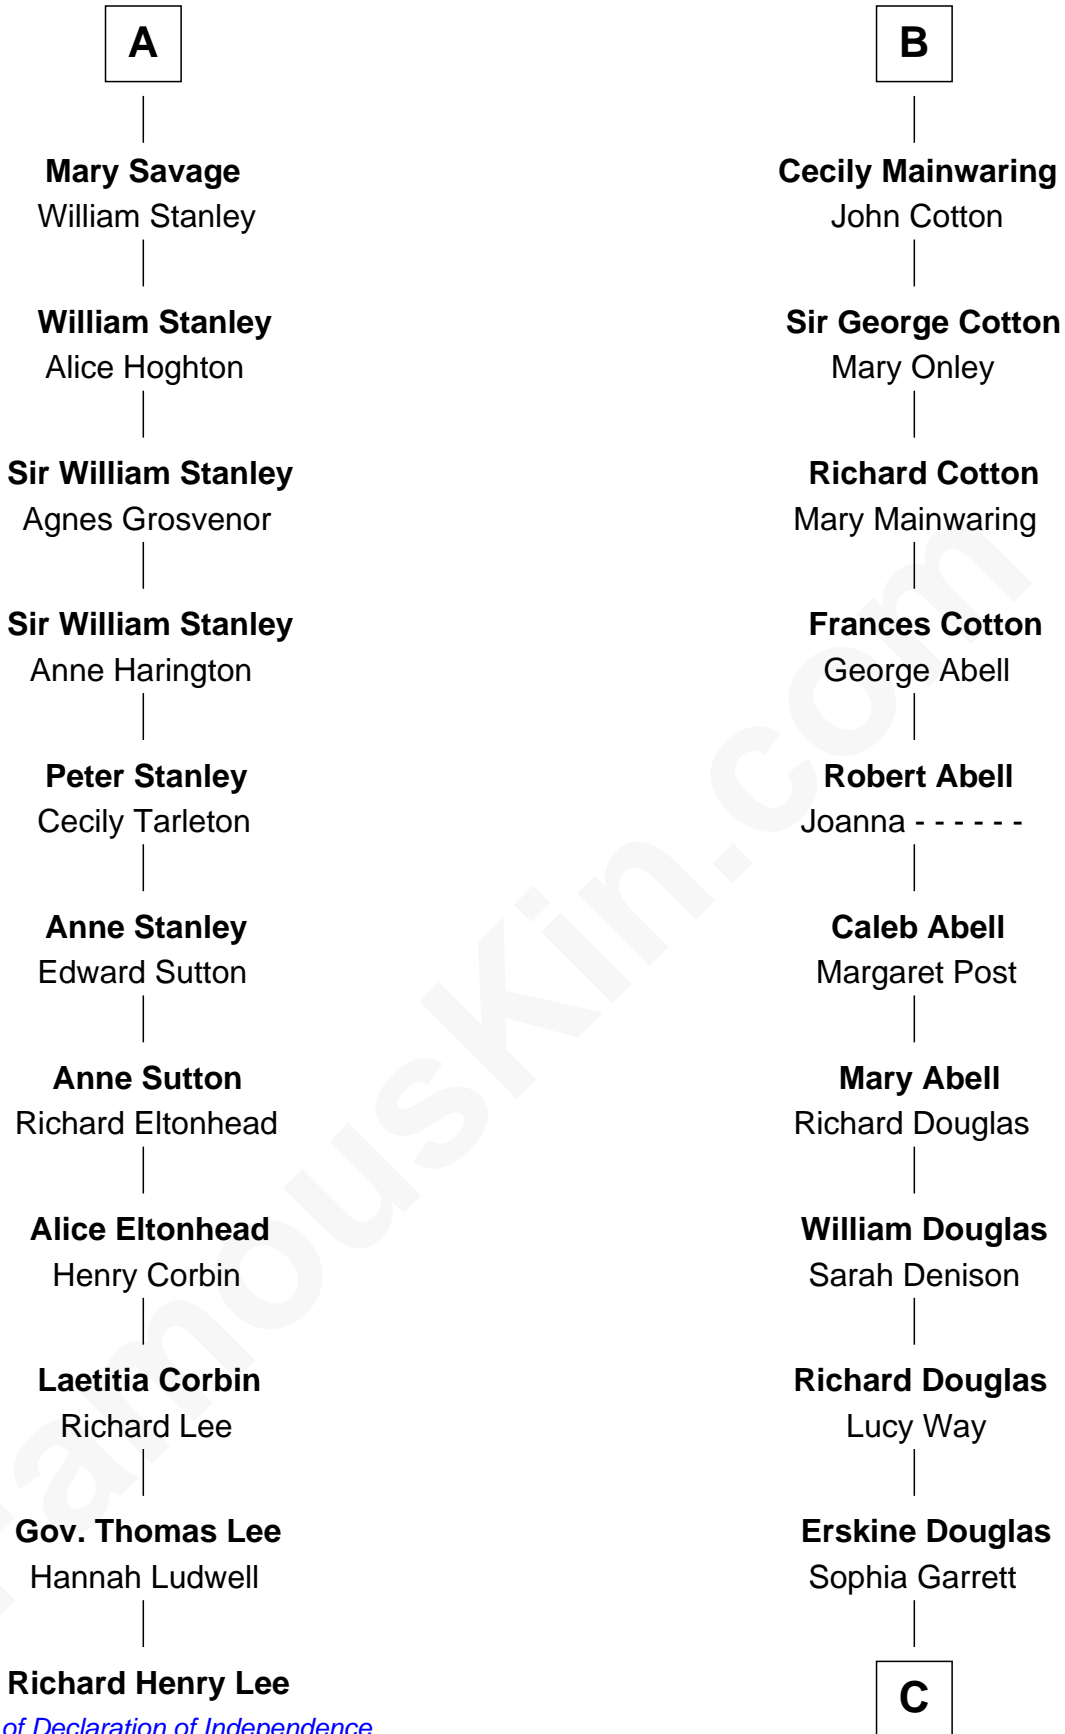 A
Mary Savage
William Stanley
William Stanley
Alice Hoghton
Sir William Stanley
Agnes Grosvenor
Sir William Stanley
Anne Harington
Peter Stanley
Cecily Tarleton
Anne Stanley
Edward Sutton
Anne Sutton
Richard Eltonhead
Alice Eltonhead
Henry Corbin
Laetitia Corbin
Richard Lee
Gov. Thomas Lee
Hannah Ludwell
Richard Henry Lee
of Declaration of Independence
B
Cecily Mainwaring
John Cotton
Sir George Cotton
Mary Onley
Richard Cotton
Mary Mainwaring
Frances Cotton
George Abell
Robert Abell
Joanna - - - - - -
Caleb Abell
Margaret Post
Mary Abell
Richard Douglas
William Douglas
Sarah Denison
Richard Douglas
Lucy Way
Erskine Douglas
Sophia Garrett
C
FamousKin.com